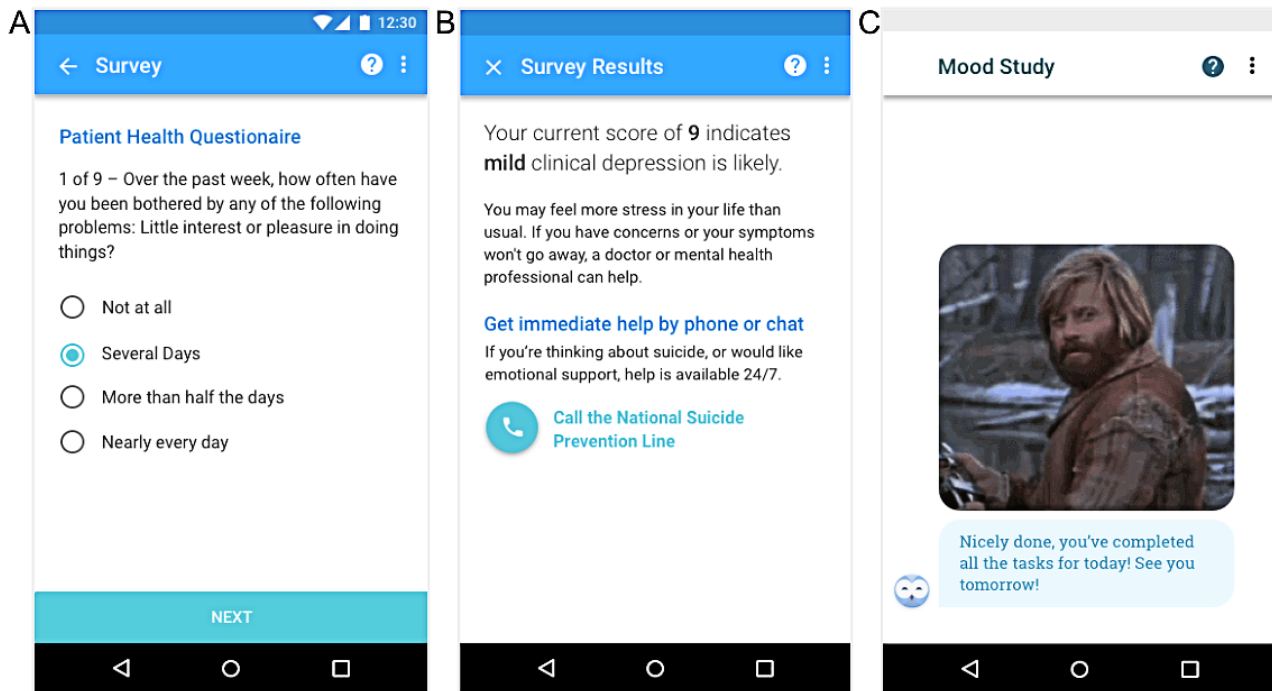 A
12:30
Survey
?
Patient Health Questionaire
1 of 9 – Over the past week, how often have
you been bothered by any of the following
problems: Little interest or pleasure in doing
things?
Not at all
Several Days
More than half the days
Nearly every day
NEXT
B
Survey Results
?
Your current score of 9 indicates
mild clinical depression is likely.
You may feel more stress in your life than
usual. If you have concerns or your symptoms
won't go away, a doctor or mental health
professional can help.
Get immediate help by phone or chat
If you're thinking about suicide, or would like
emotional support, help is available 24/7.
Call the National Suicide
Prevention Line
C
Mood Study
?
Nicely done, you've completed
all the tasks for today! See you
tomorrow!